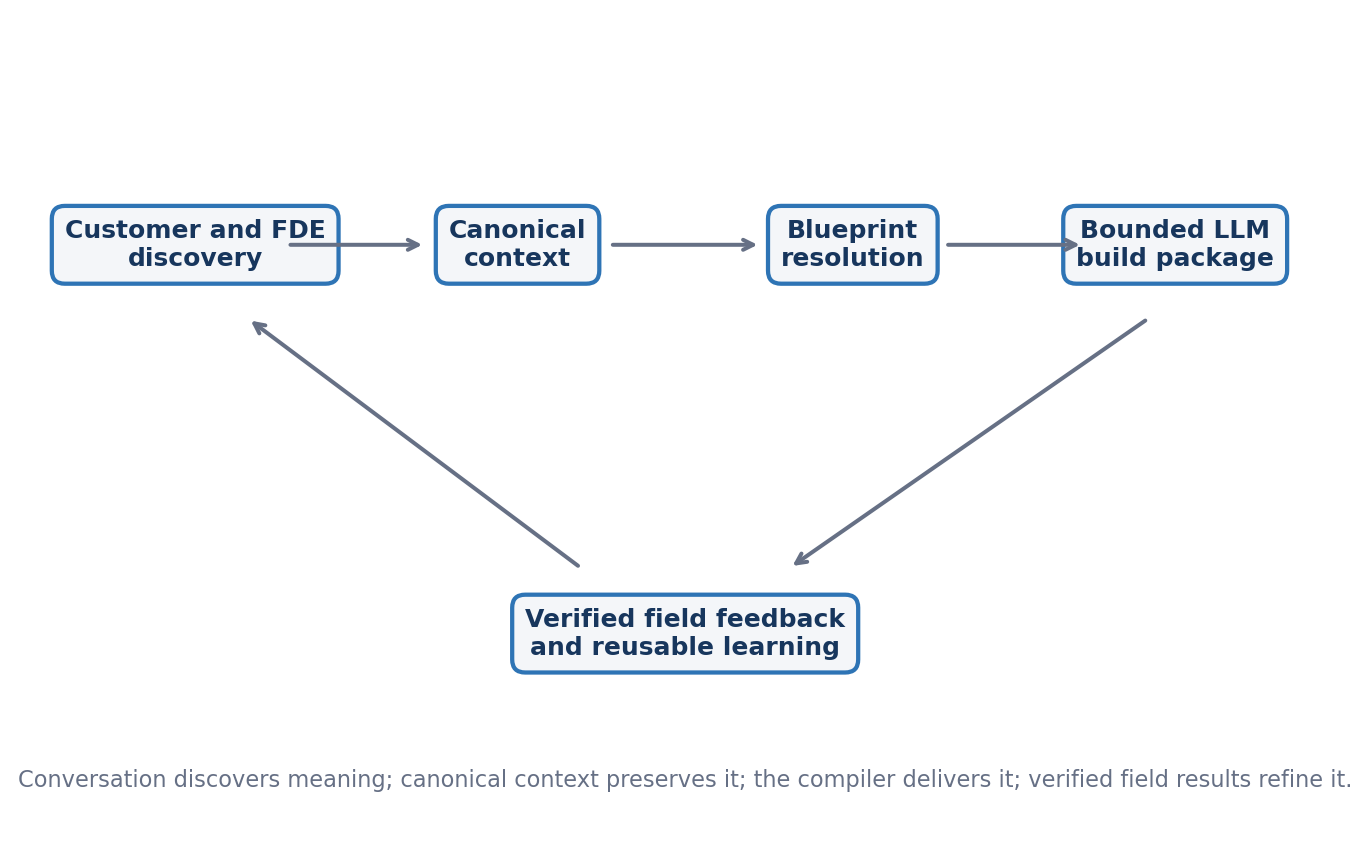 Customer and FDE
discovery
Canonical
context
Blueprint
resolution
Bounded LLM
build package
Verified field feedback
and reusable learning
Conversation discovers meaning; canonical context preserves it; the compiler delivers it; verified field results refine it.